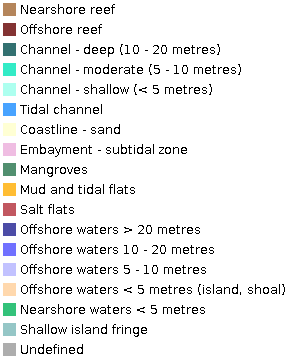 Nearshore reef
Offshore reef
Channel - deep (10 - 20 metres)
Channel - moderate (5 - 10 metres)
Channel - shallow (< 5 metres)
Tidal channel
Coastline - sand
Embayment - subtidal zone
Mangroves
Mud and tidal flats
Salt flats
Offshore waters > 20 metres
Offshore waters 10 - 20 metres
Offshore waters 5 - 10 metres
Offshore waters < 5 metres (island, shoal)
Nearshore waters < 5 metres
Shallow island fringe
Undefined